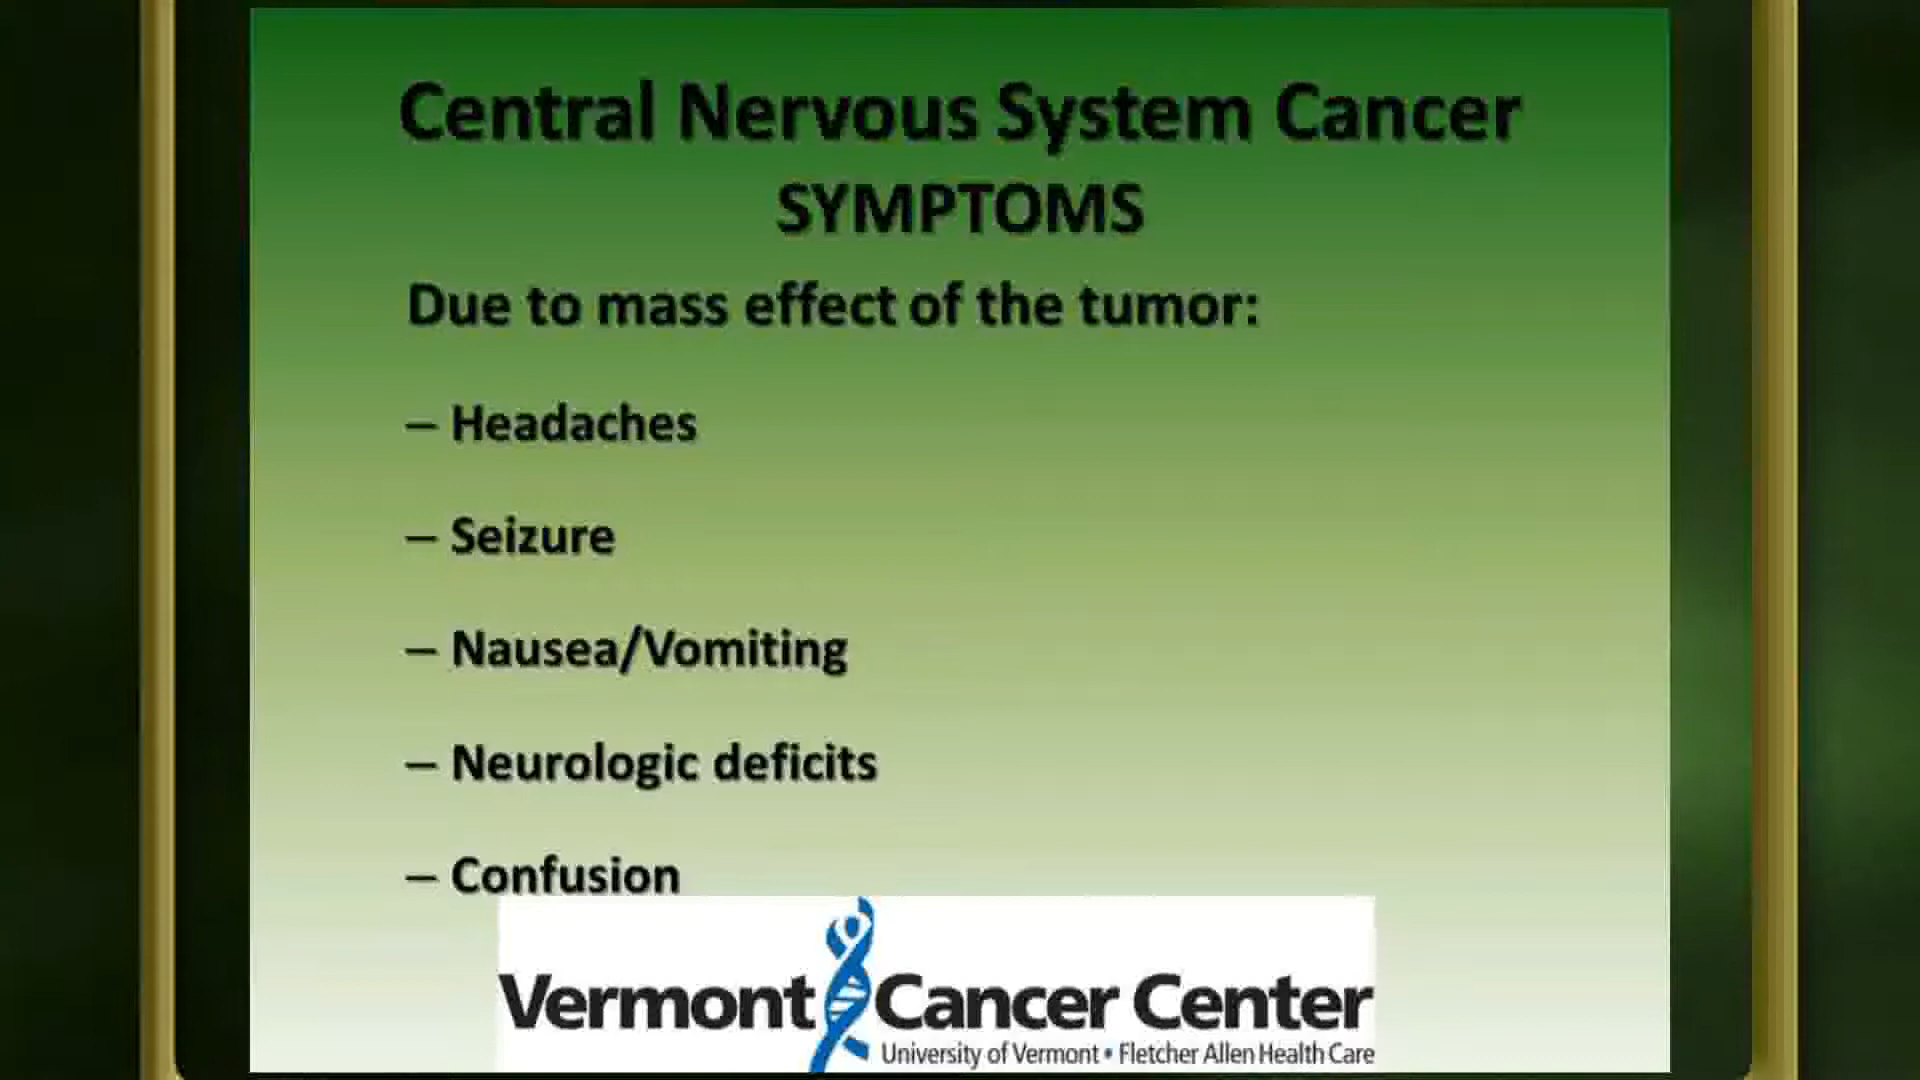 Central Nervous System Cancer
SYMPTOMS
Due to mass effect of the tumor:
– Headaches
– Seizure
– Nausea/Vomiting
– Neurologic deficits
– Confusion
Vermont Cancer Center
University of Vermont • Fletcher Allen Health Care